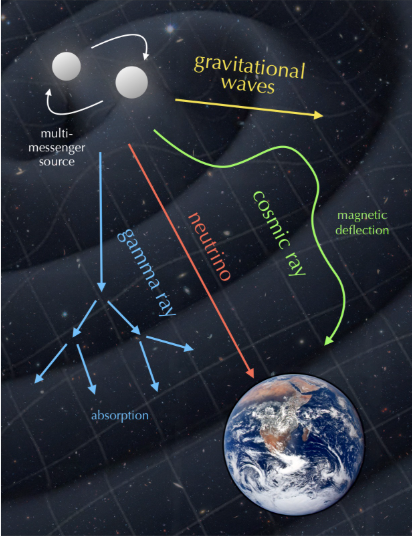 gravitational
waves
multi-
messenger
source
cosmic ray
magnetic
deflection
neutrino
gamma ray
absorption